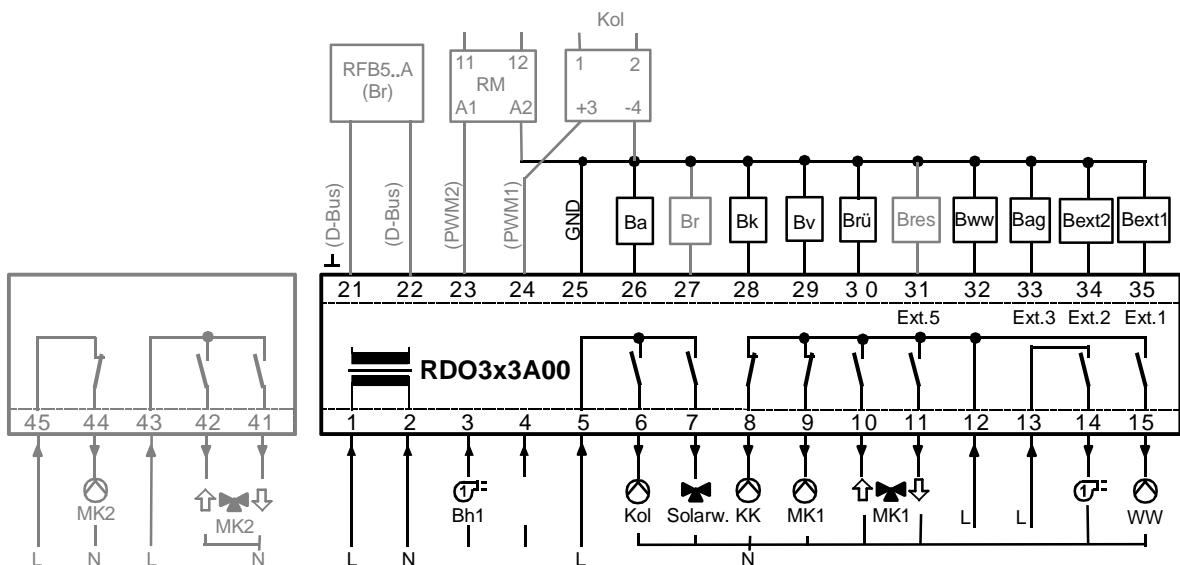 Kol
11 12
1 2
RFB5..A
(Br)
RM
A1 A2
+3 -4
(D-Bus)
(D-Bus)
(PWM2)
(PWM1)
GND
Ba Br Bk Bv Brü Bres Bww Bag Bext2 Bext1
21 22 23 24 25 26 27 28 29 30 31 32 33 34 35
Ext.5 Ext.3 Ext.2 Ext.1
RDO3x3A00
45 44 43 42 41
1 2 3 4 5 6 7 8 9 10 11 12 13 14 15
MK2
MK2
1
Bh1
Kol Solarw. KK MK1 MK1 L L
1
WW
L N L N
L N L N